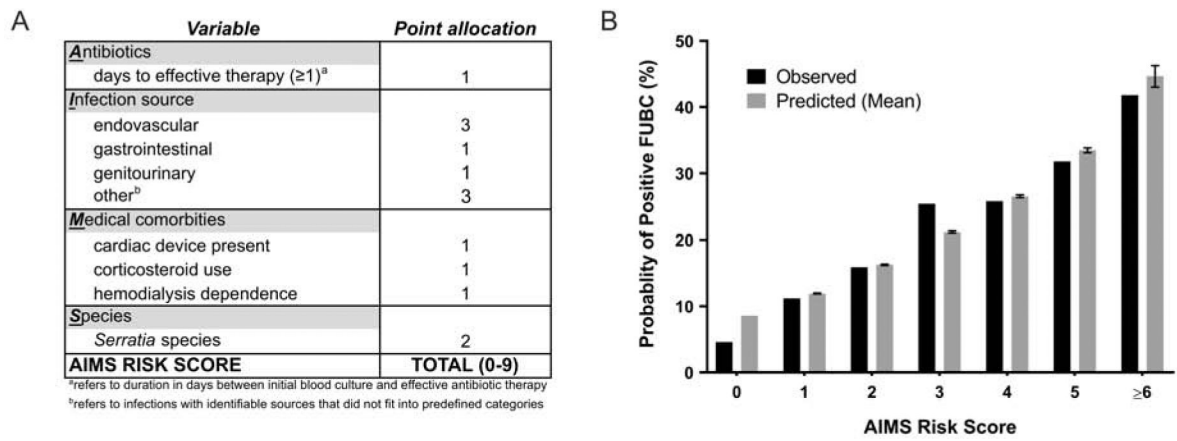 A
Variable Point allocation
Antibiotics
days to effective therapy (≥1)a 1
Infection source
endovascular 3
gastrointestinal 1
genitourinary 1
otherb 3
Medical comorbities
cardiac device present 1
corticosteroid use 1
hemodialysis dependence 1
Species
Serratia species 2
AIMS RISK SCORE TOTAL (0-9)
arefers to duration in days between initial blood culture and effective antibiotic therapy
brefers to infections with identifiable sources that did not fit into predefined categories
B
Probablity of Positive FUBC (%)
50
40
30
20
10
0
Observed
Predicted (Mean)
0 1 2 3 4 5 ≥6
AIMS Risk Score